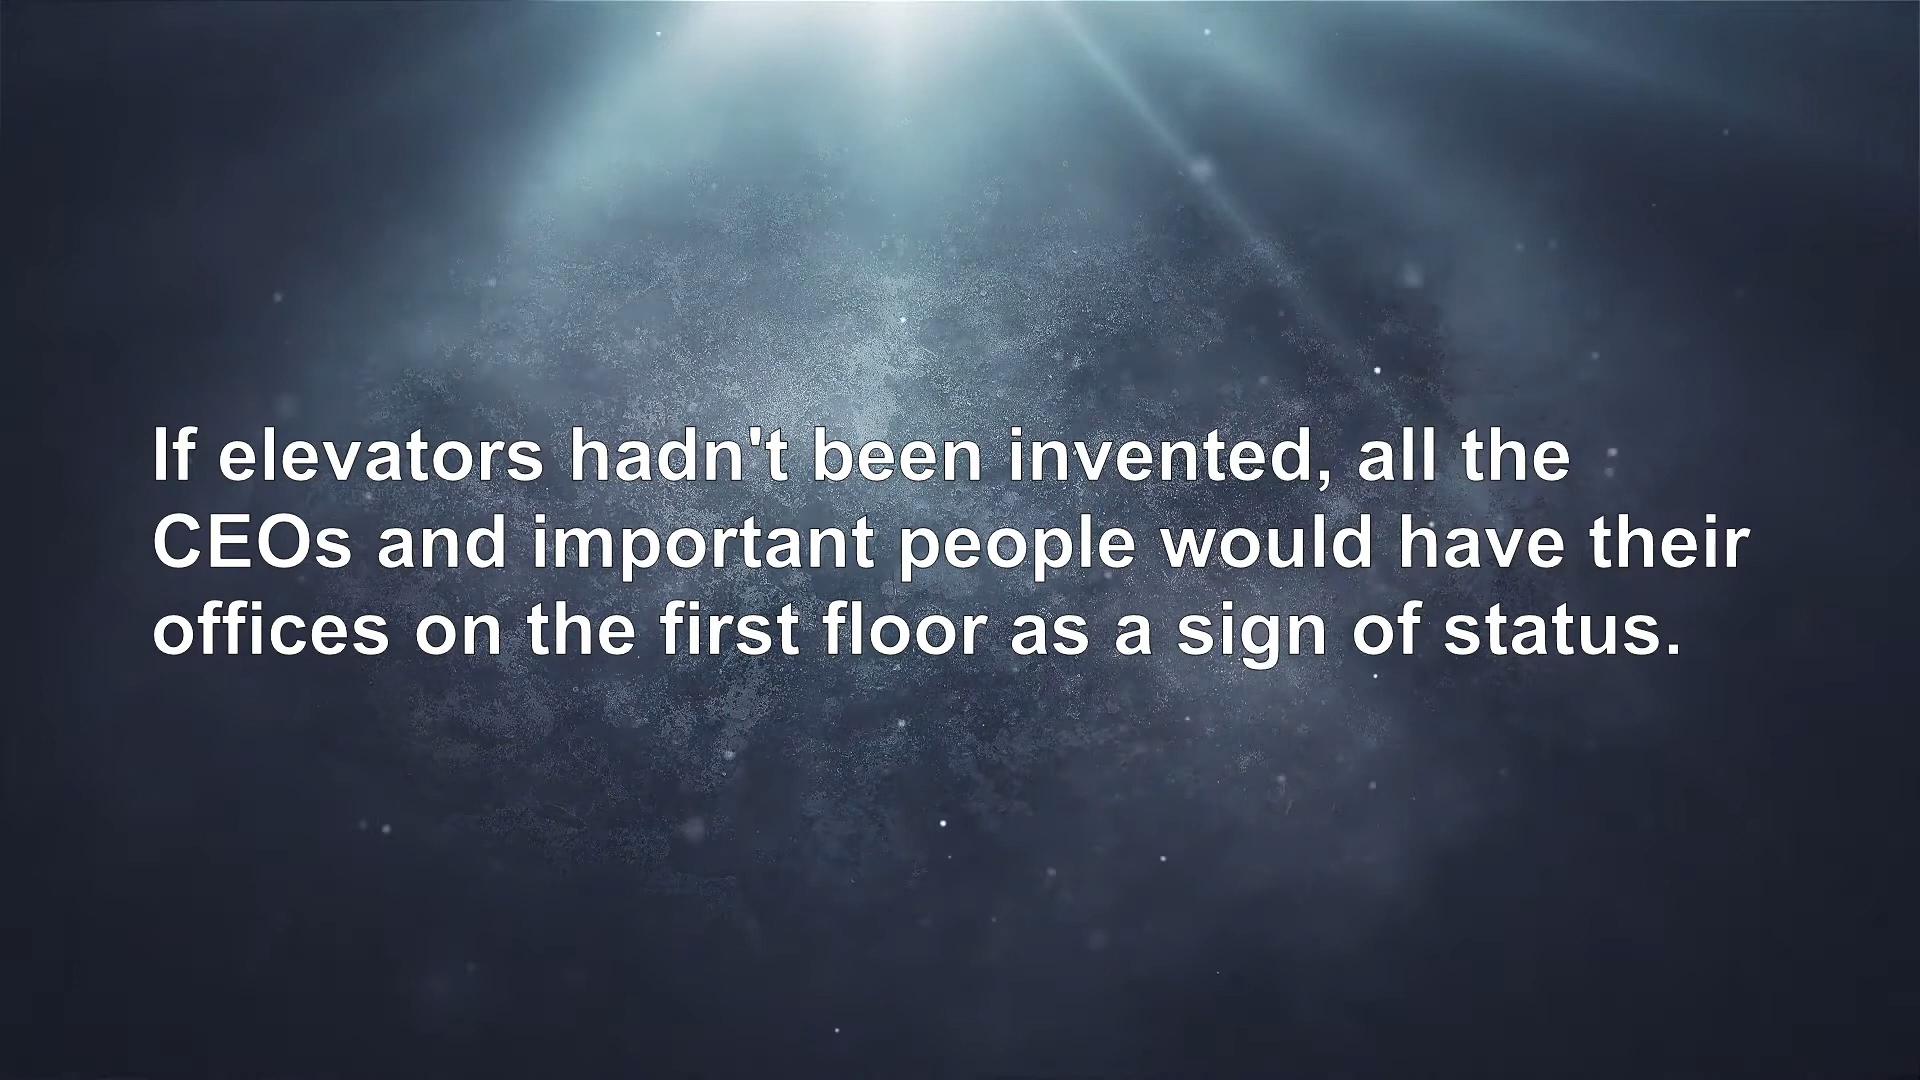 If elevators hadn't been invented, all the
CEOs and important people would have their
offices on the first floor as a sign of status.